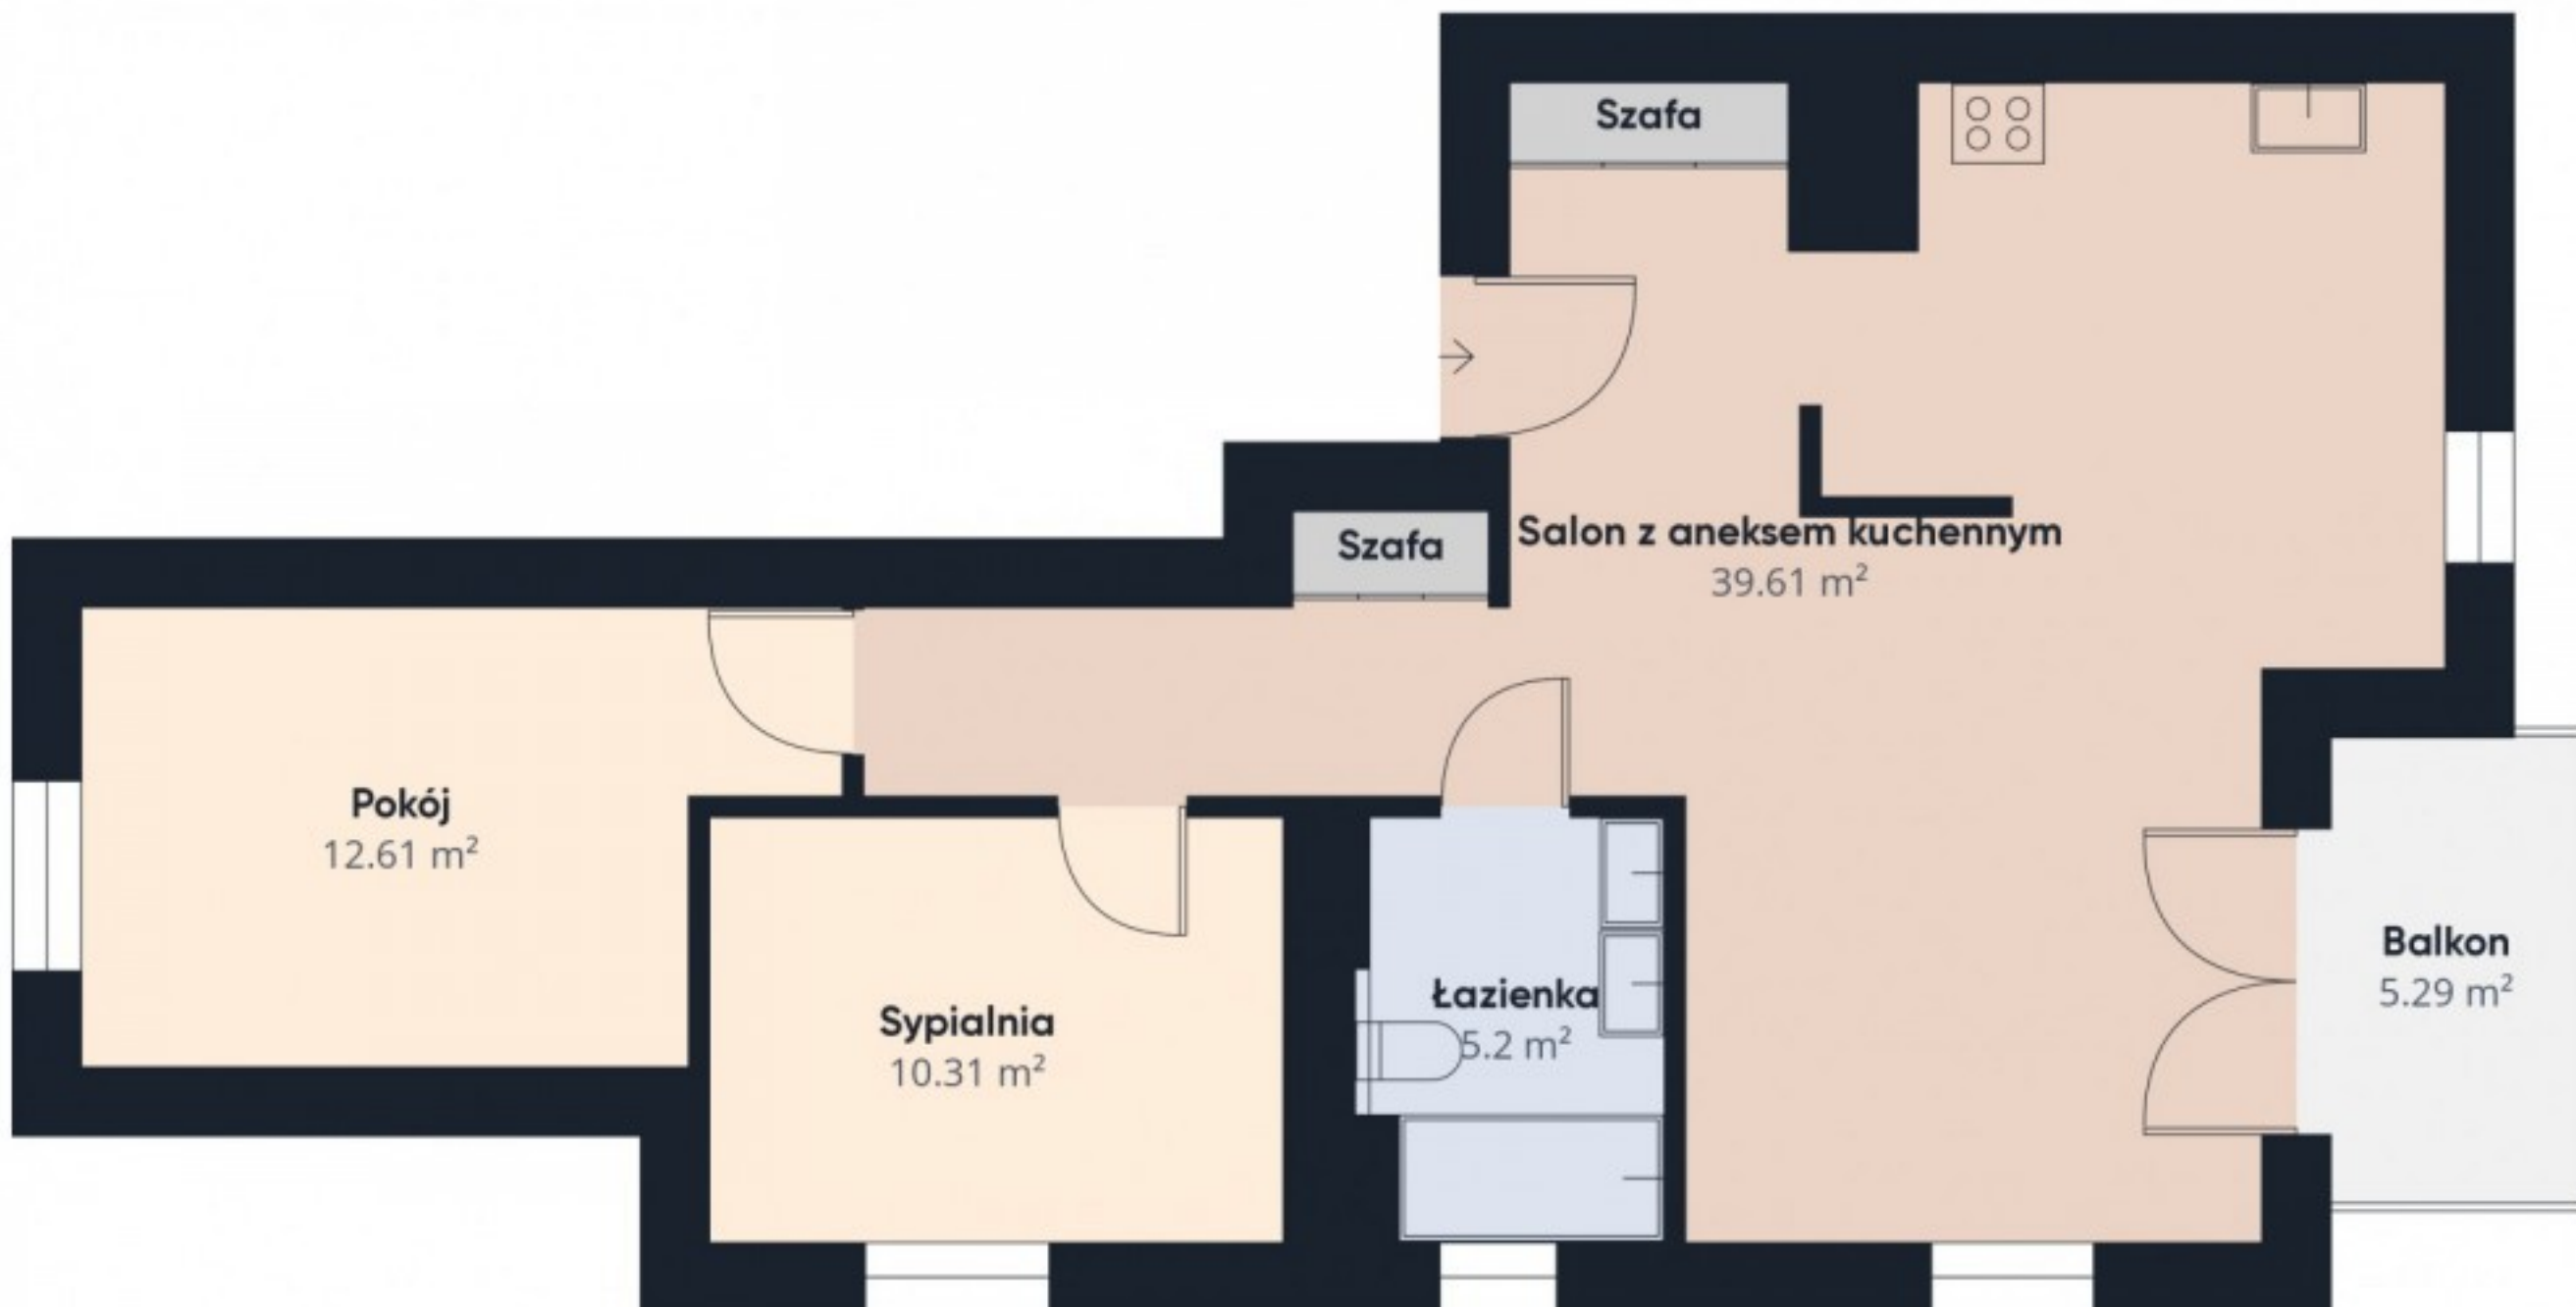 Szafa
Szafa
Salon z aneksem kuchennym
39.61 m²
Pokój
12.61 m²
Sypialnia
10.31 m²
Łazienka
5.2 m²
Balkon
5.29 m²